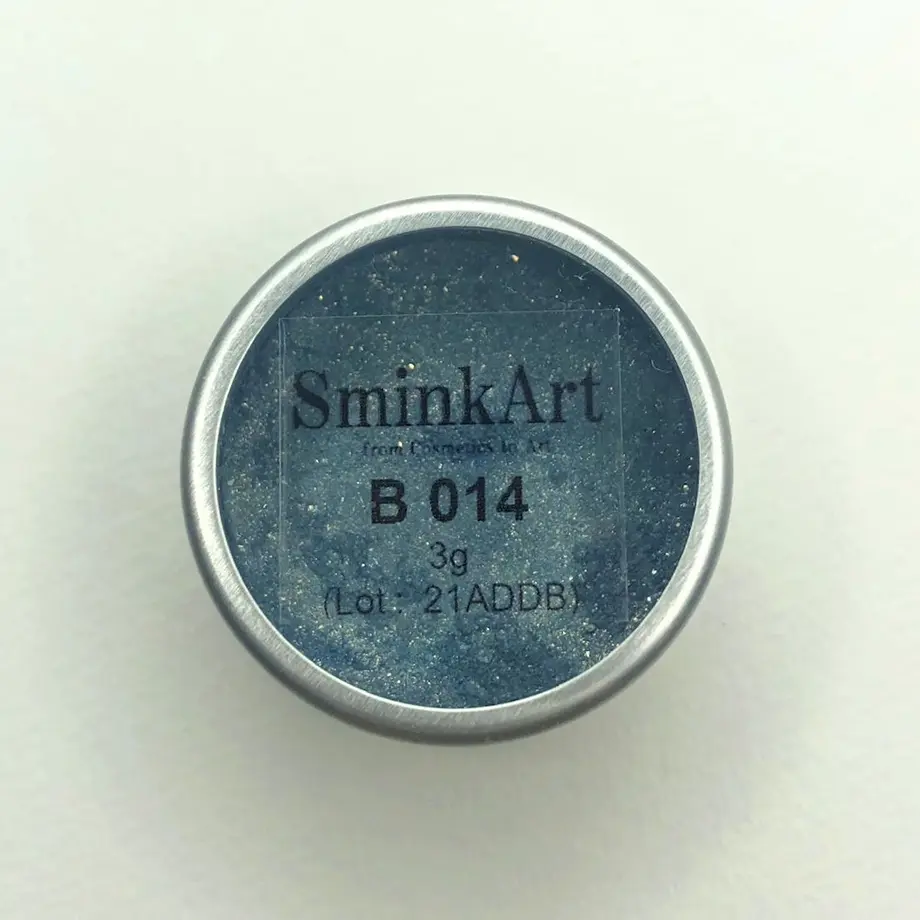 SminkArt
from Cosmetics to Art
B 014
3g
(Lot : 21ADDB)